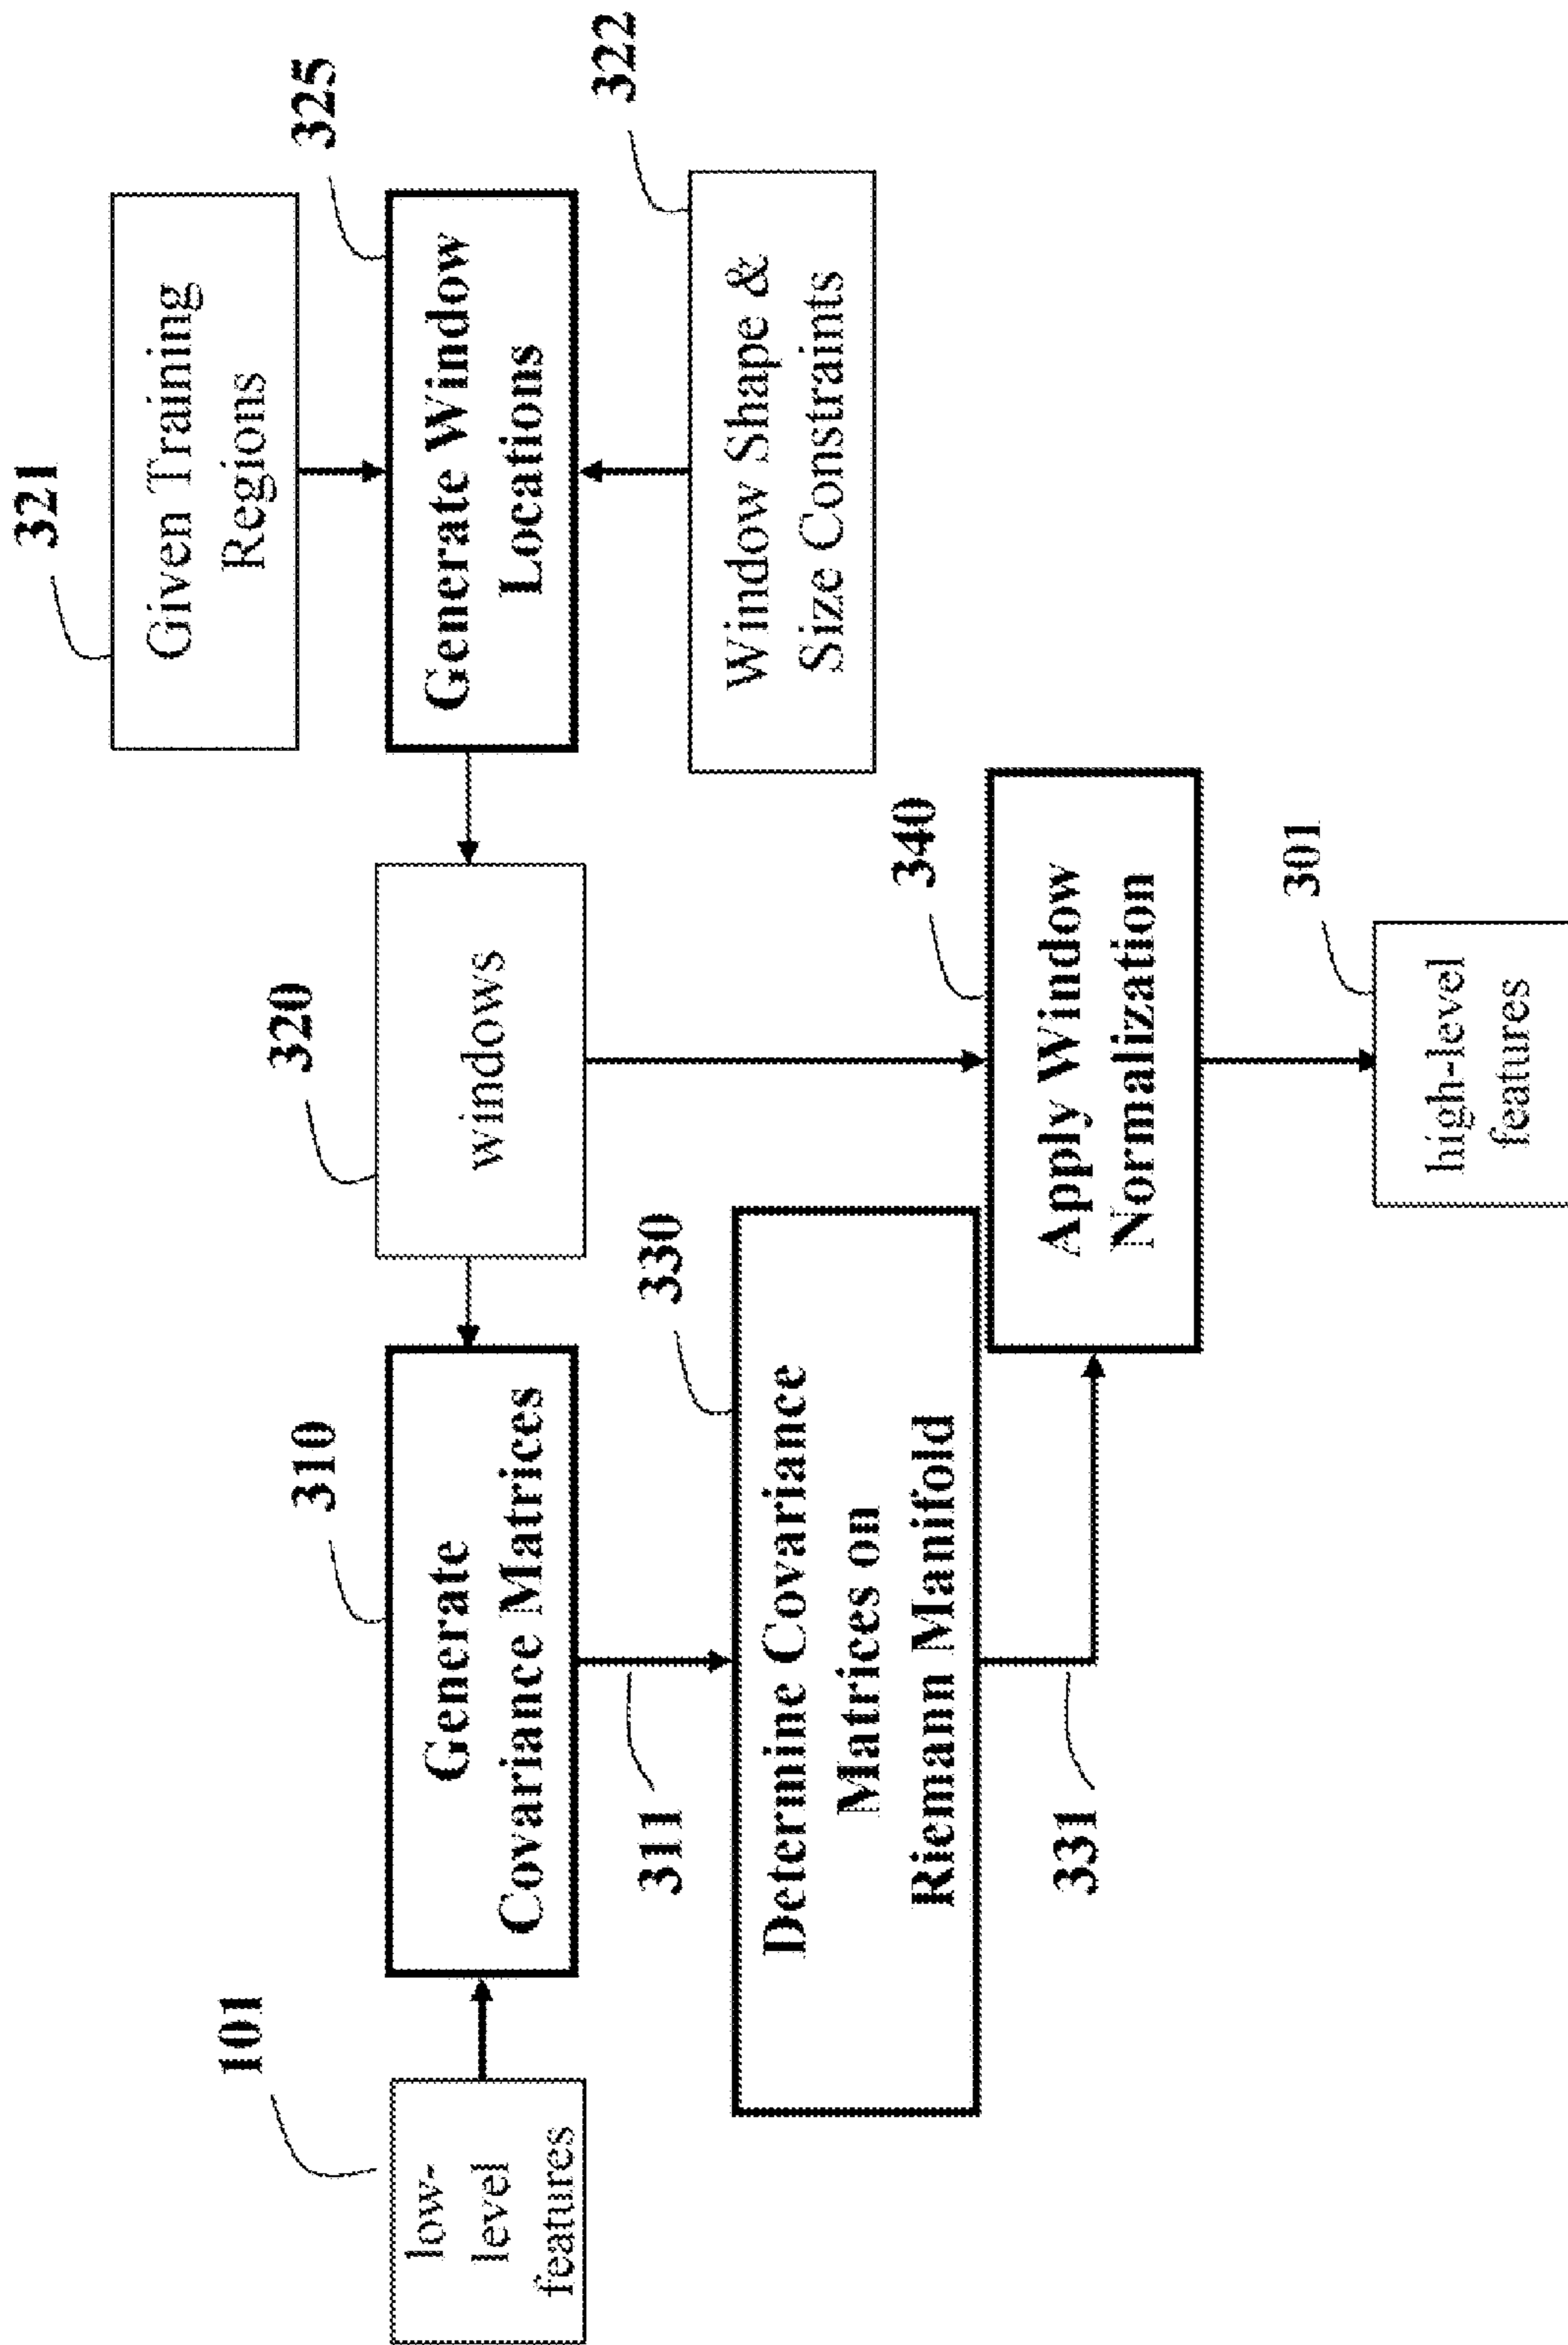 321
Given Training
Regions
325
Generate Window
Locations
322
Window Shape &
Size Constraints
320
windows
310
Generate
Covariance Matrices
101
low-
level
features
311
330
Determine Covariance
Matrices on
Riemann Manifold
331
340
Apply Window
Normalization
301
high-level
features